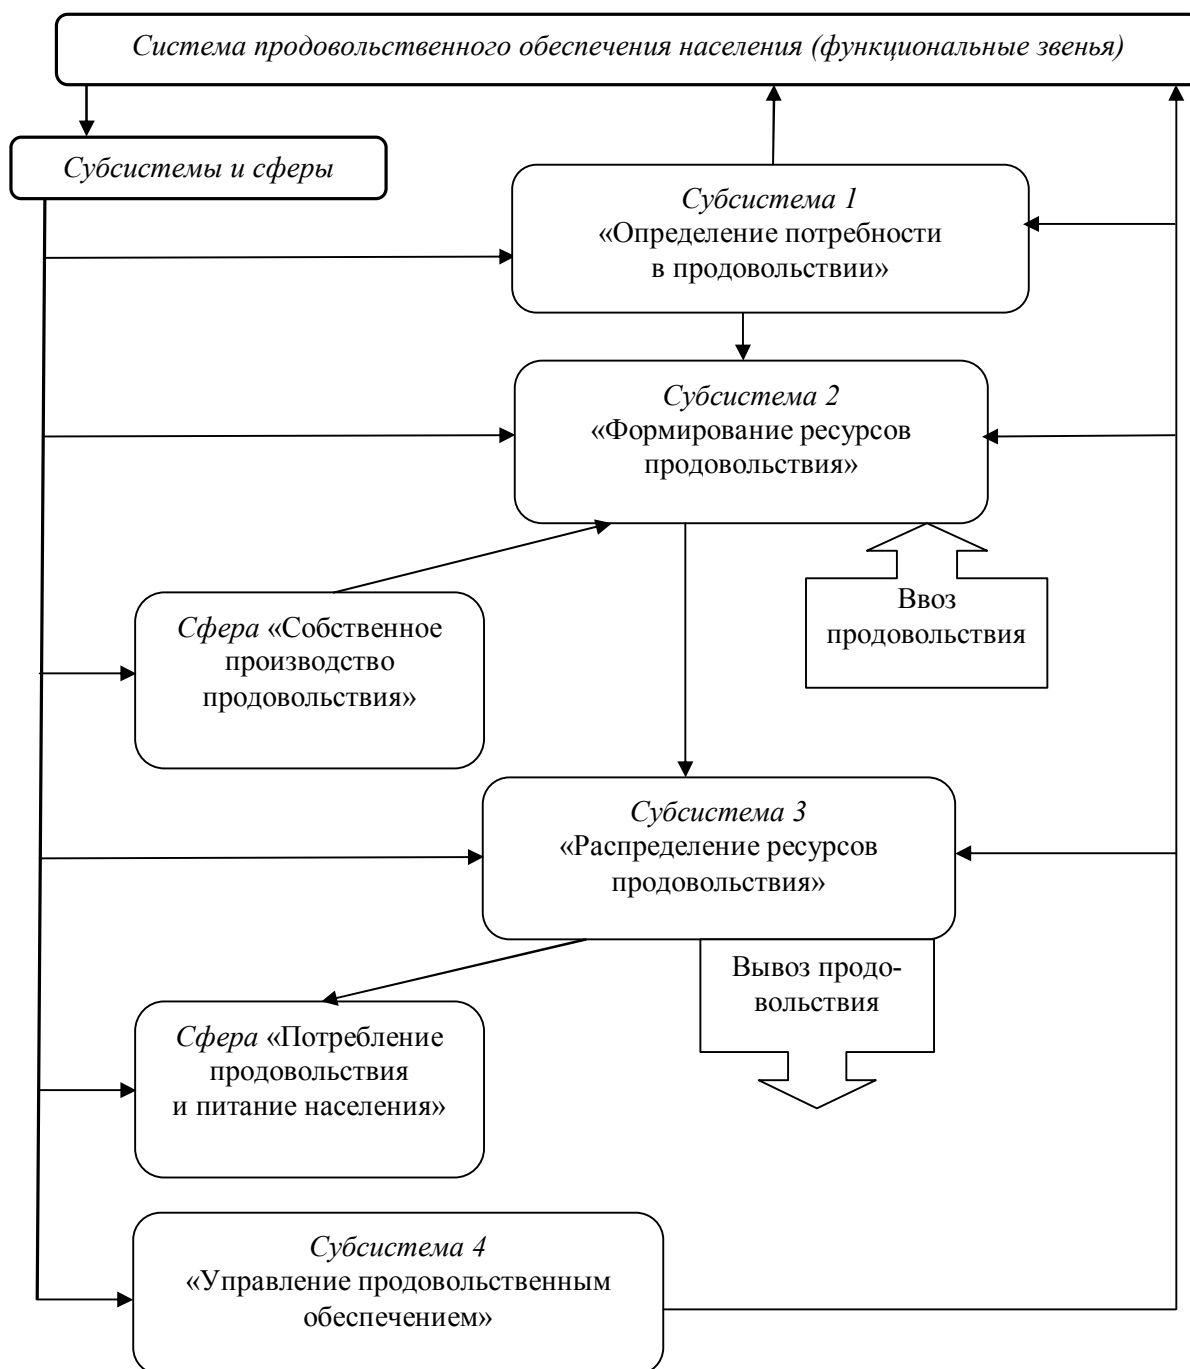 Система продовольственного обеспечения населения (функциональные звенья)
Субсистемы и сферы
Субсистема 1
«Определение потребности
в продовольствии»
Субсистема 2
«Формирование ресурсов
продовольствия»
Ввоз
продовольствия
Сфера «Собственное
производство
продовольствия»
Субсистема 3
«Распределение ресурсов
продовольствия»
Вывоз продо-
вольствия
Сфера «Потребление
продовольствия
и питание населения»
Субсистема 4
«Управление продовольственным
обеспечением»